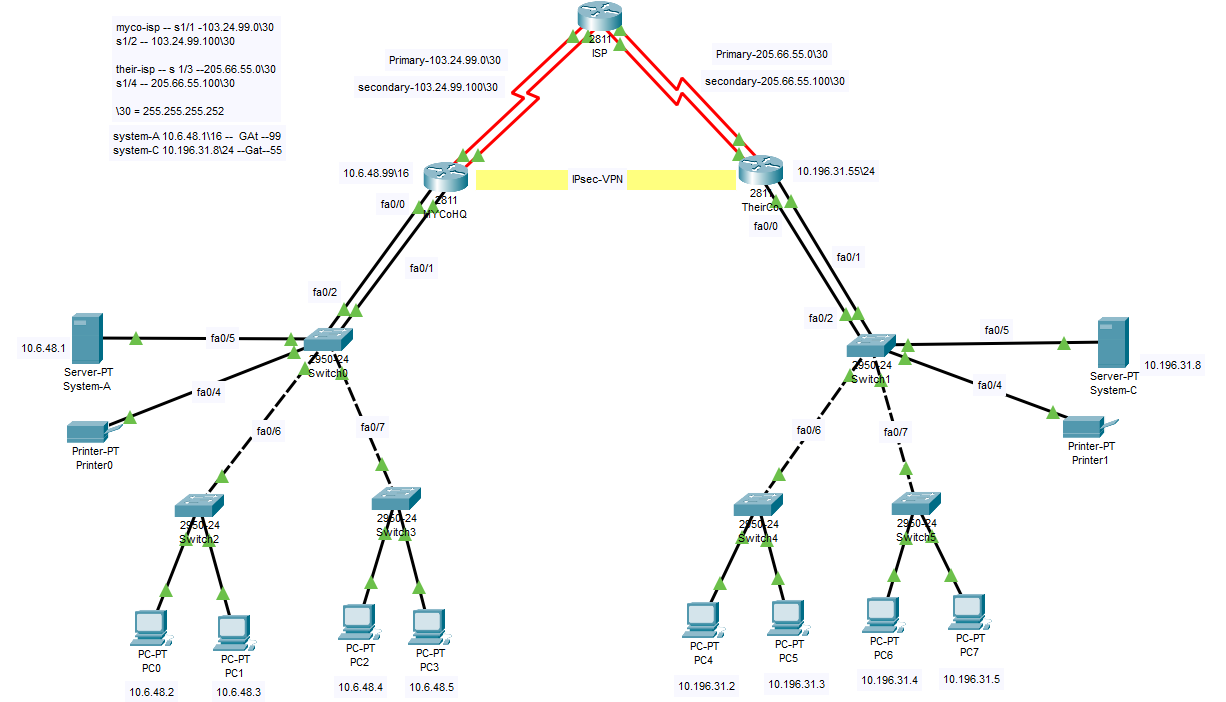 myco-isp -- s1/1 -103.24.99.0\30
s1/2 -- 103.24.99.100\30
their-isp -- s 1/3 --205.66.55.0\30
s1/4 -- 205.66.55.100\30
\30 = 255.255.255.252
system-A 10.6.48.1\16 -- GAt --99
system-C 10.196.31.8\24 --Gat--55
2811
ISP
Primary-103.24.99.0\30
secondary-103.24.99.100\30
Primary-205.66.55.0\30
secondary-205.66.55.100\30
10.6.48.99\16
2811
MYCoHQ
IPsec-VPN
2811
TheirCo
10.196.31.55\24
fa0/0
fa0/1
fa0/2
fa0/0
fa0/1
fa0/2
10.6.48.1
Server-PT
System-A
fa0/5
fa0/4
Printer-PT
Printer0
2950-24
Switch0
fa0/6
fa0/7
2950-24
Switch2
2950-24
Switch3
PC-PT
PC0
10.6.48.2
PC-PT
PC1
10.6.48.3
PC-PT
PC2
10.6.48.4
PC-PT
PC3
10.6.48.5
2950-24
Switch1
fa0/5
Server-PT
System-C
10.196.31.8
fa0/4
Printer-PT
Printer1
fa0/6
fa0/7
2950-24
Switch4
2950-24
Switch5
PC-PT
PC4
10.196.31.2
PC-PT
PC5
10.196.31.3
PC-PT
PC6
10.196.31.4
PC-PT
PC7
10.196.31.5